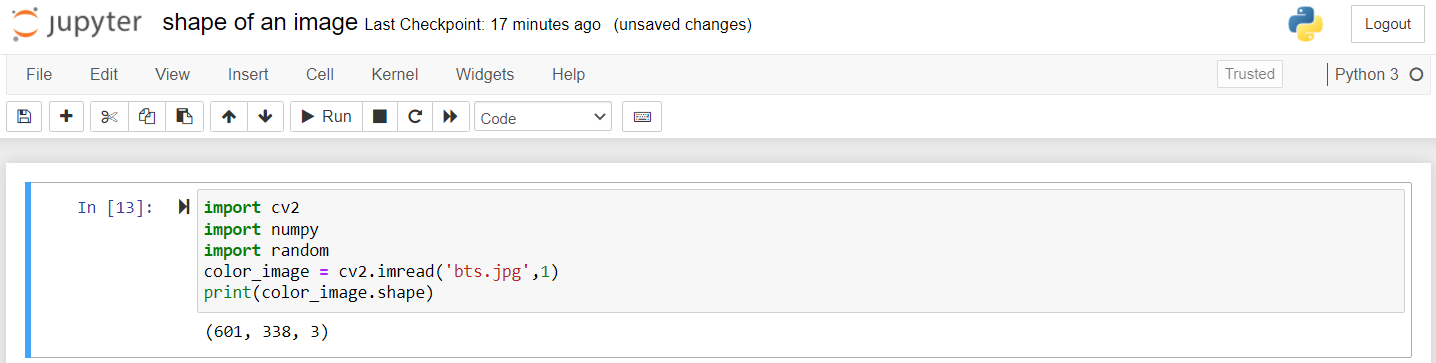 jupyter shape of an image Last Checkpoint: 17 minutes ago (unsaved changes) Logout
File Edit View Insert Cell Kernel Widgets Help Trusted Python 3
Run Code
In [13]: import cv2
import numpy
import random
color_image = cv2.imread('bts.jpg',1)
print(color_image.shape)
(601, 338, 3)